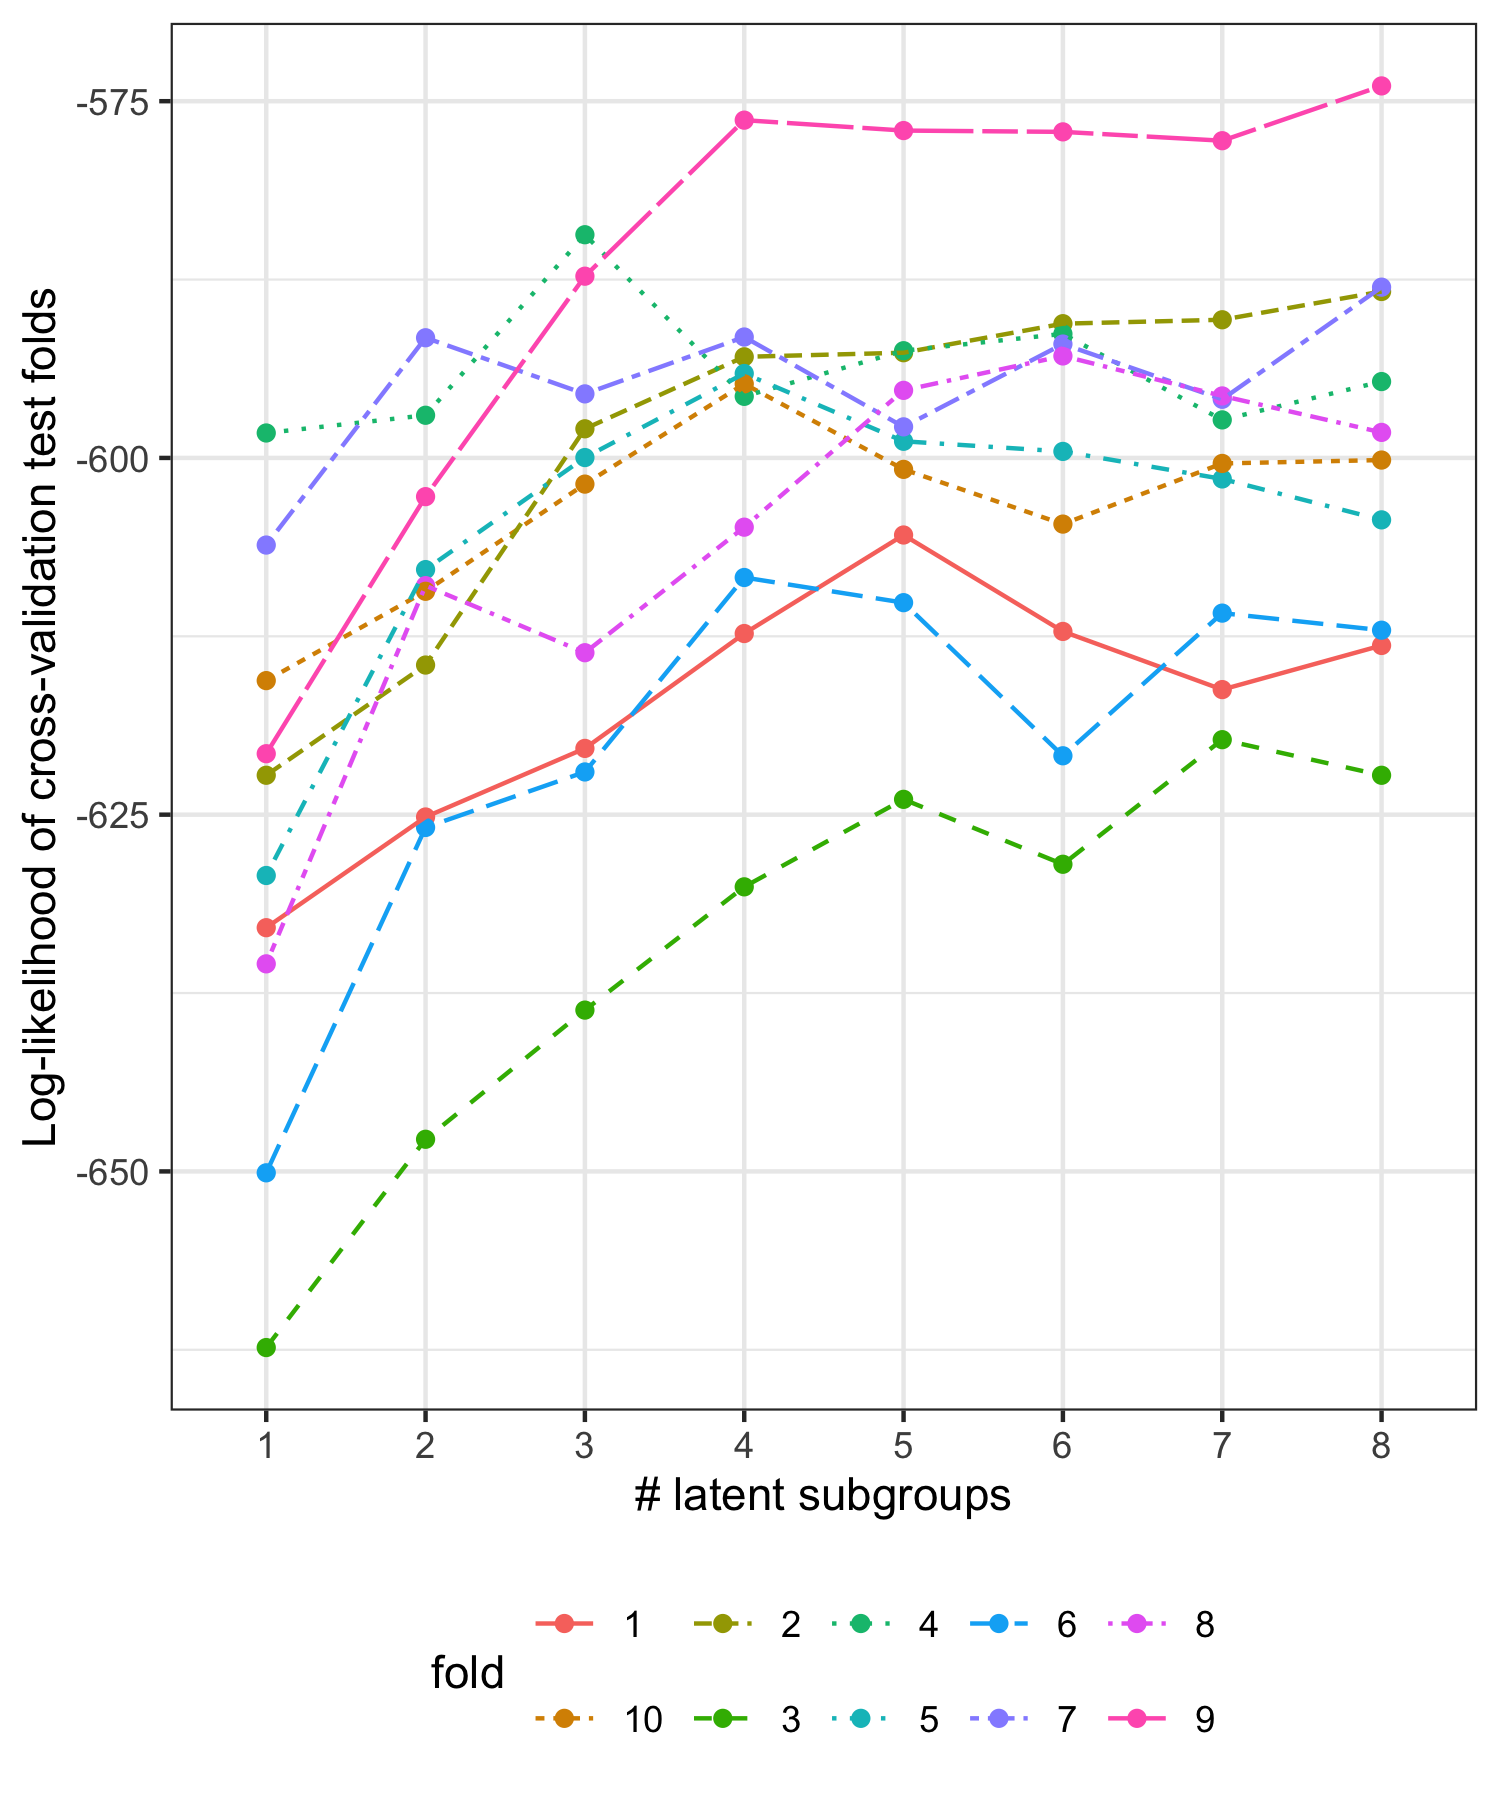 Log-likelihood of cross-validation test folds
-575
-600
-625
-650
1 2 3 4 5 6 7 8
# latent subgroups
fold
1 2 4 6 8
10 3 5 7 9